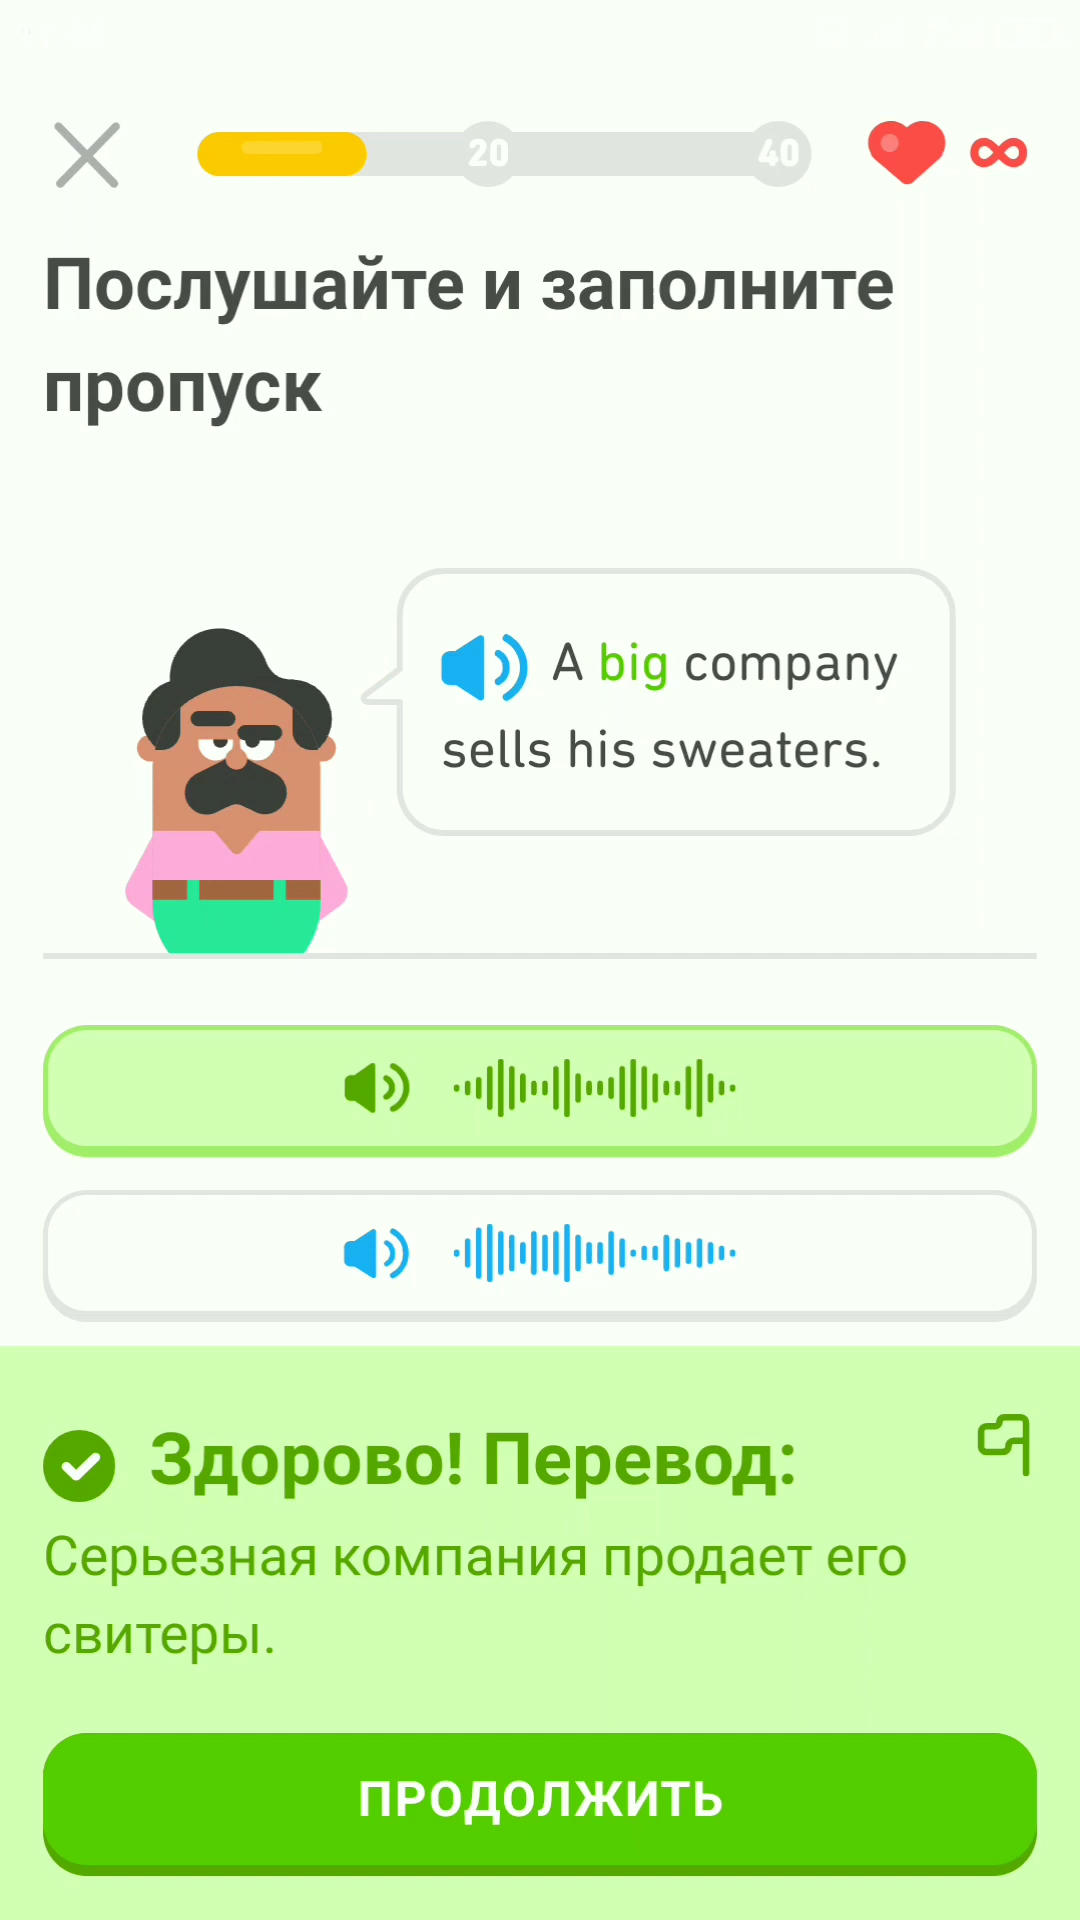 20 40
Послушайте и заполните
пропуск
A big company
sells his sweaters.
Здорово! Перевод:
Серьезная компания продает его
свитеры.
ПРОДОЛЖИТЬ